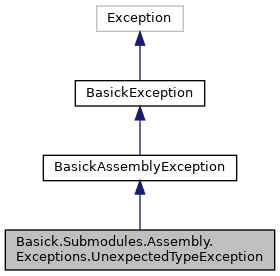 Exception
BasickException
BasickAssemblyException
Basick.Submodules.Assembly.
Exceptions.UnexpectedTypeException